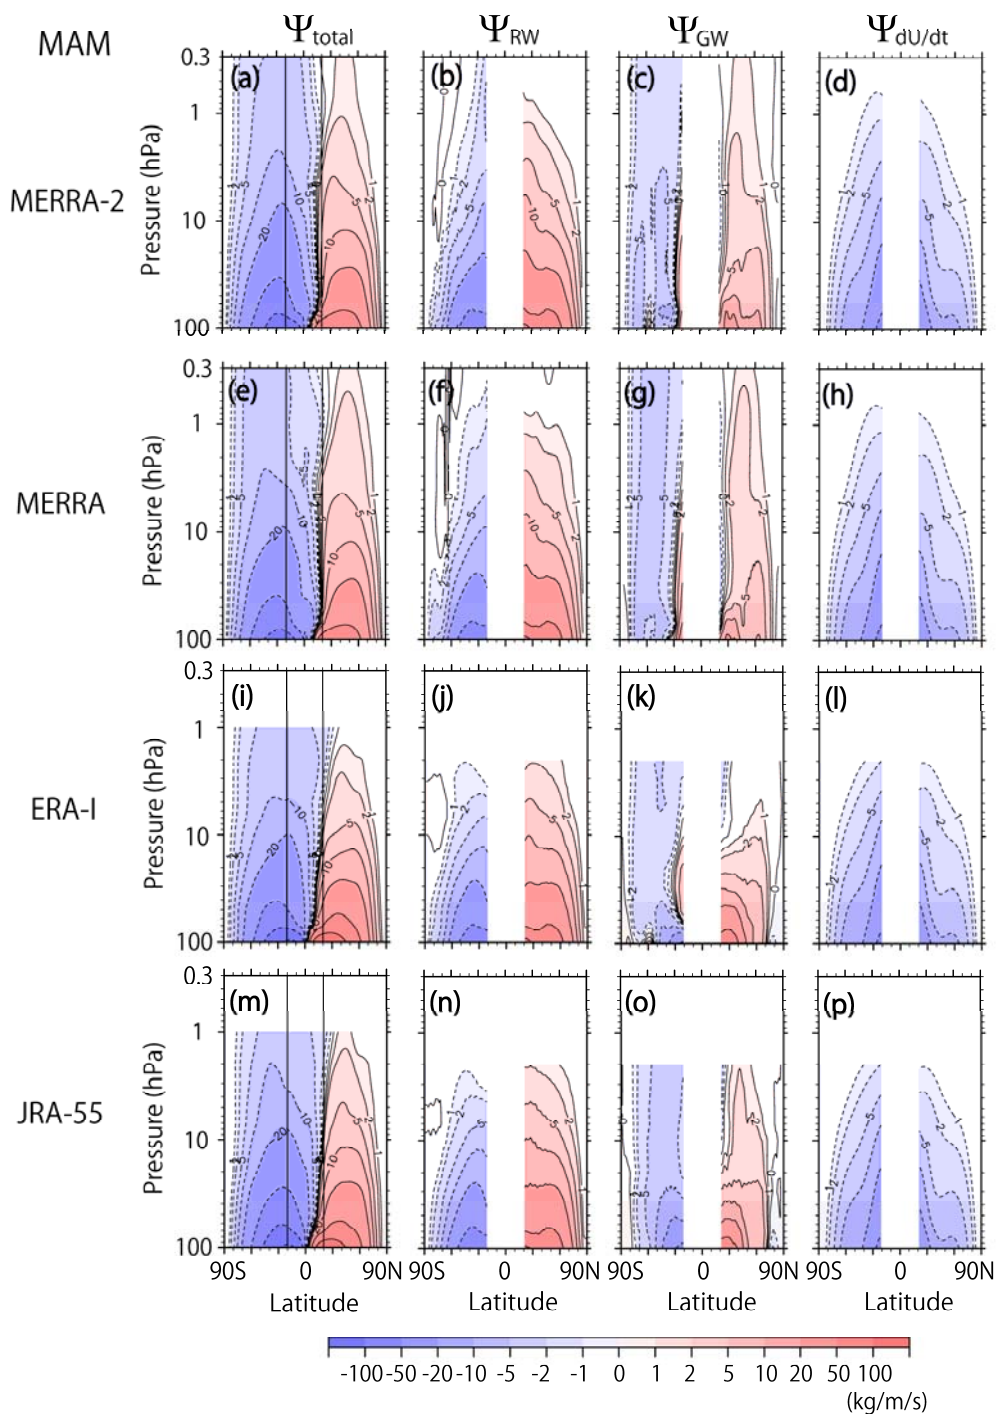 MAM
Ψtotal
ΨRW
ΨGW
ΨdU/dt
MERRA-2
Pressure (hPa)
0.3
1
10
100
(a)
(b)
(c)
(d)
MERRA
Pressure (hPa)
0.3
1
10
100
(e)
(f)
(g)
(h)
ERA-I
Pressure (hPa)
0.3
1
10
100
(i)
(j)
(k)
(l)
JRA-55
Pressure (hPa)
0.3
1
10
100
(m)
(n)
(o)
(p)
90S 0 90N
90S 0
90S 0
90S 0 90N
Latitude
Latitude
Latitude
Latitude
-100 -50 -20 -10 -5 -2 -1 0 1 2 5 10 20 50 100
(kg/m/s)